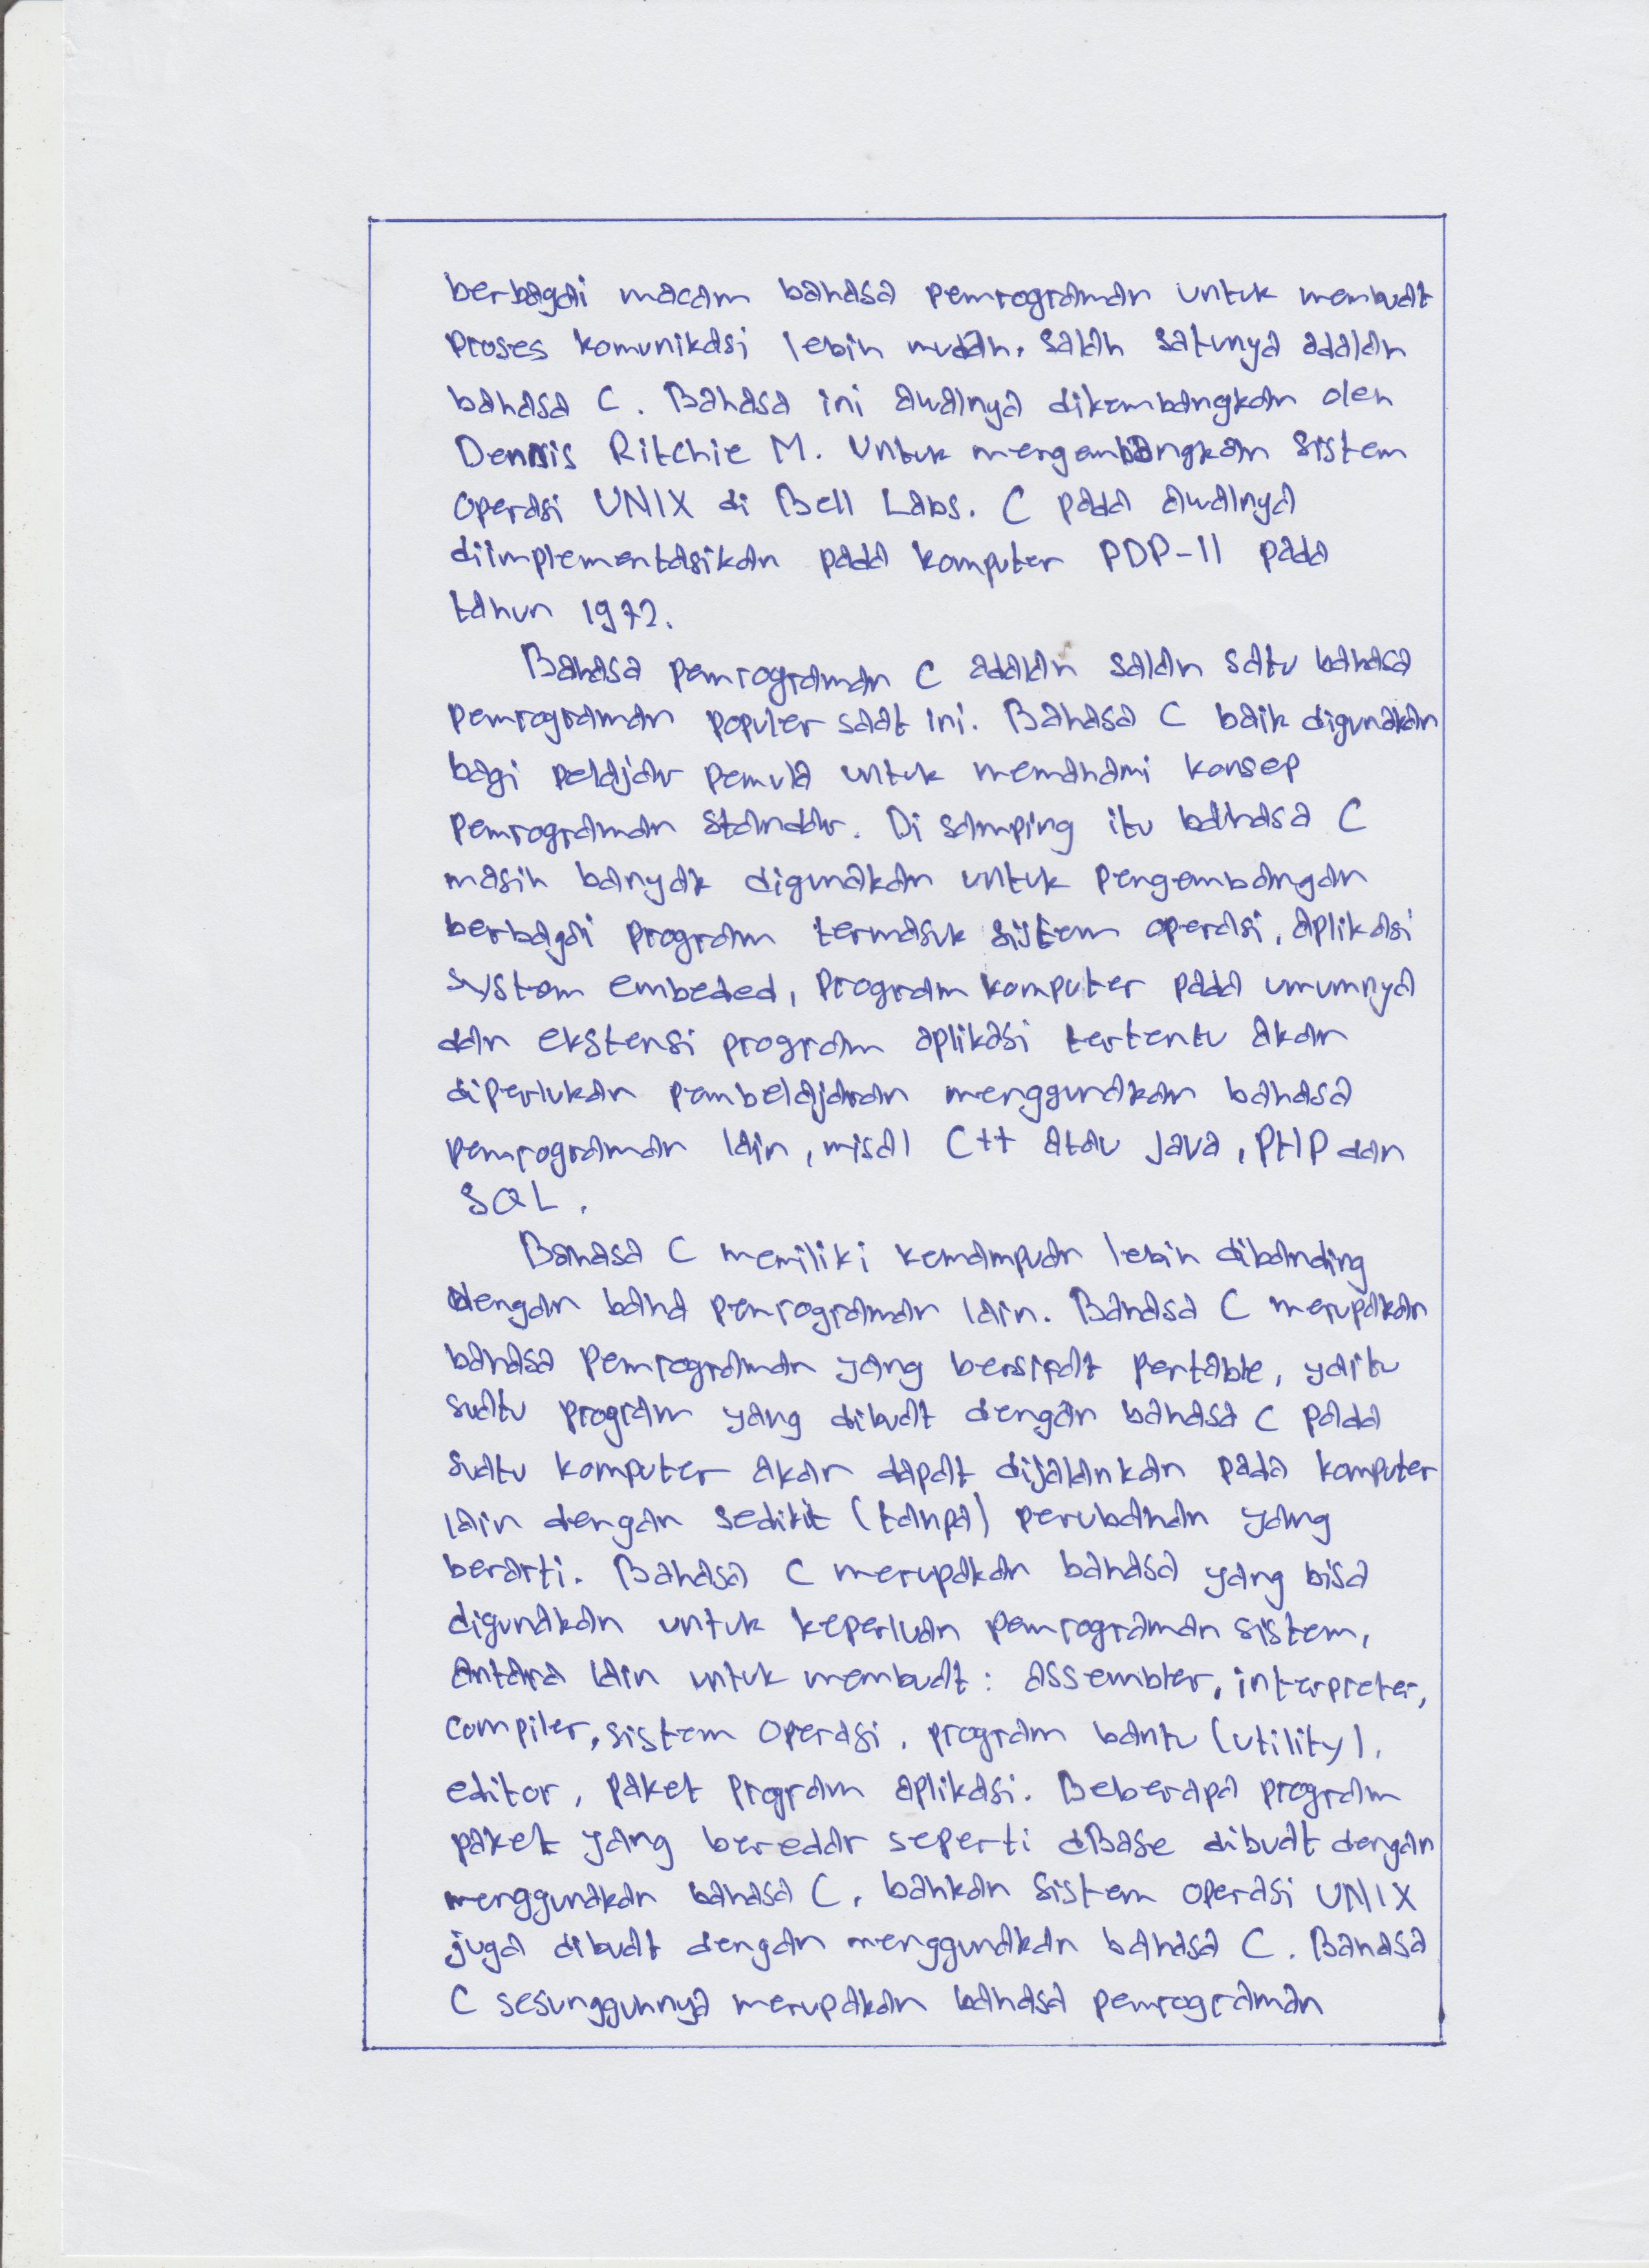 berbagai macam bahasa pemrograman untuk membuat
proses komunikasi lebih mudah. salah satunya adalah
bahasa C. Bahasa ini awalnya dikembangkan oleh
Dennis Ritchie M. Untuk mengembangkan sistem
operasi UNIX di Bell Labs. C pada awalnya
diimplementasikan pada komputer PDP-11 pada
tahun 1972.
Bahasa pemrograman C adalah salah satu bahasa
pemrograman populer saat ini. Bahasa C baik digunakan
bagi pelajar pemula untuk memahami konsep
pemrograman standar. Di samping itu bahasa C
masih banyak digunakan untuk pengembangan
berbagai program termasuk sistem operasi, aplikasi
system embeded, program komputer pada umumnya
dan ekstensi program aplikasi tertentu akan
diperlukan pembelajaran menggunakan bahasa
pemrograman lain, misal C++ atau java, PHP dan
SQL.
Bahasa C memiliki kemampuan lebih dibanding
dengan baha pemrograman lain. Bahasa C merupakan
bahasa pemrograman yang bersifat pertable, yaitu
suatu program yang dibuat dengan bahasa C pada
suatu komputer akan dapat dijalankan pada komputer
lain dengan sedikit (tanpa) perubahan yang
berarti. Bahasa C merupakan bahasa yang bisa
digunakan untuk keperluan pemrograman sistem,
antara lain untuk membuat: assembler, interpreter,
compiler, sistem operasi, program bantu (utility),
editor, paket program aplikasi. Beberapa program
paket yang beredar seperti dBase dibuat dengan
menggunakan bahasa C, bahkan sistem operasi UNIX
juga dibuat dengan menggunakan bahasa C. Bahasa
C sesungguhnya merupakan bahasa pemrograman